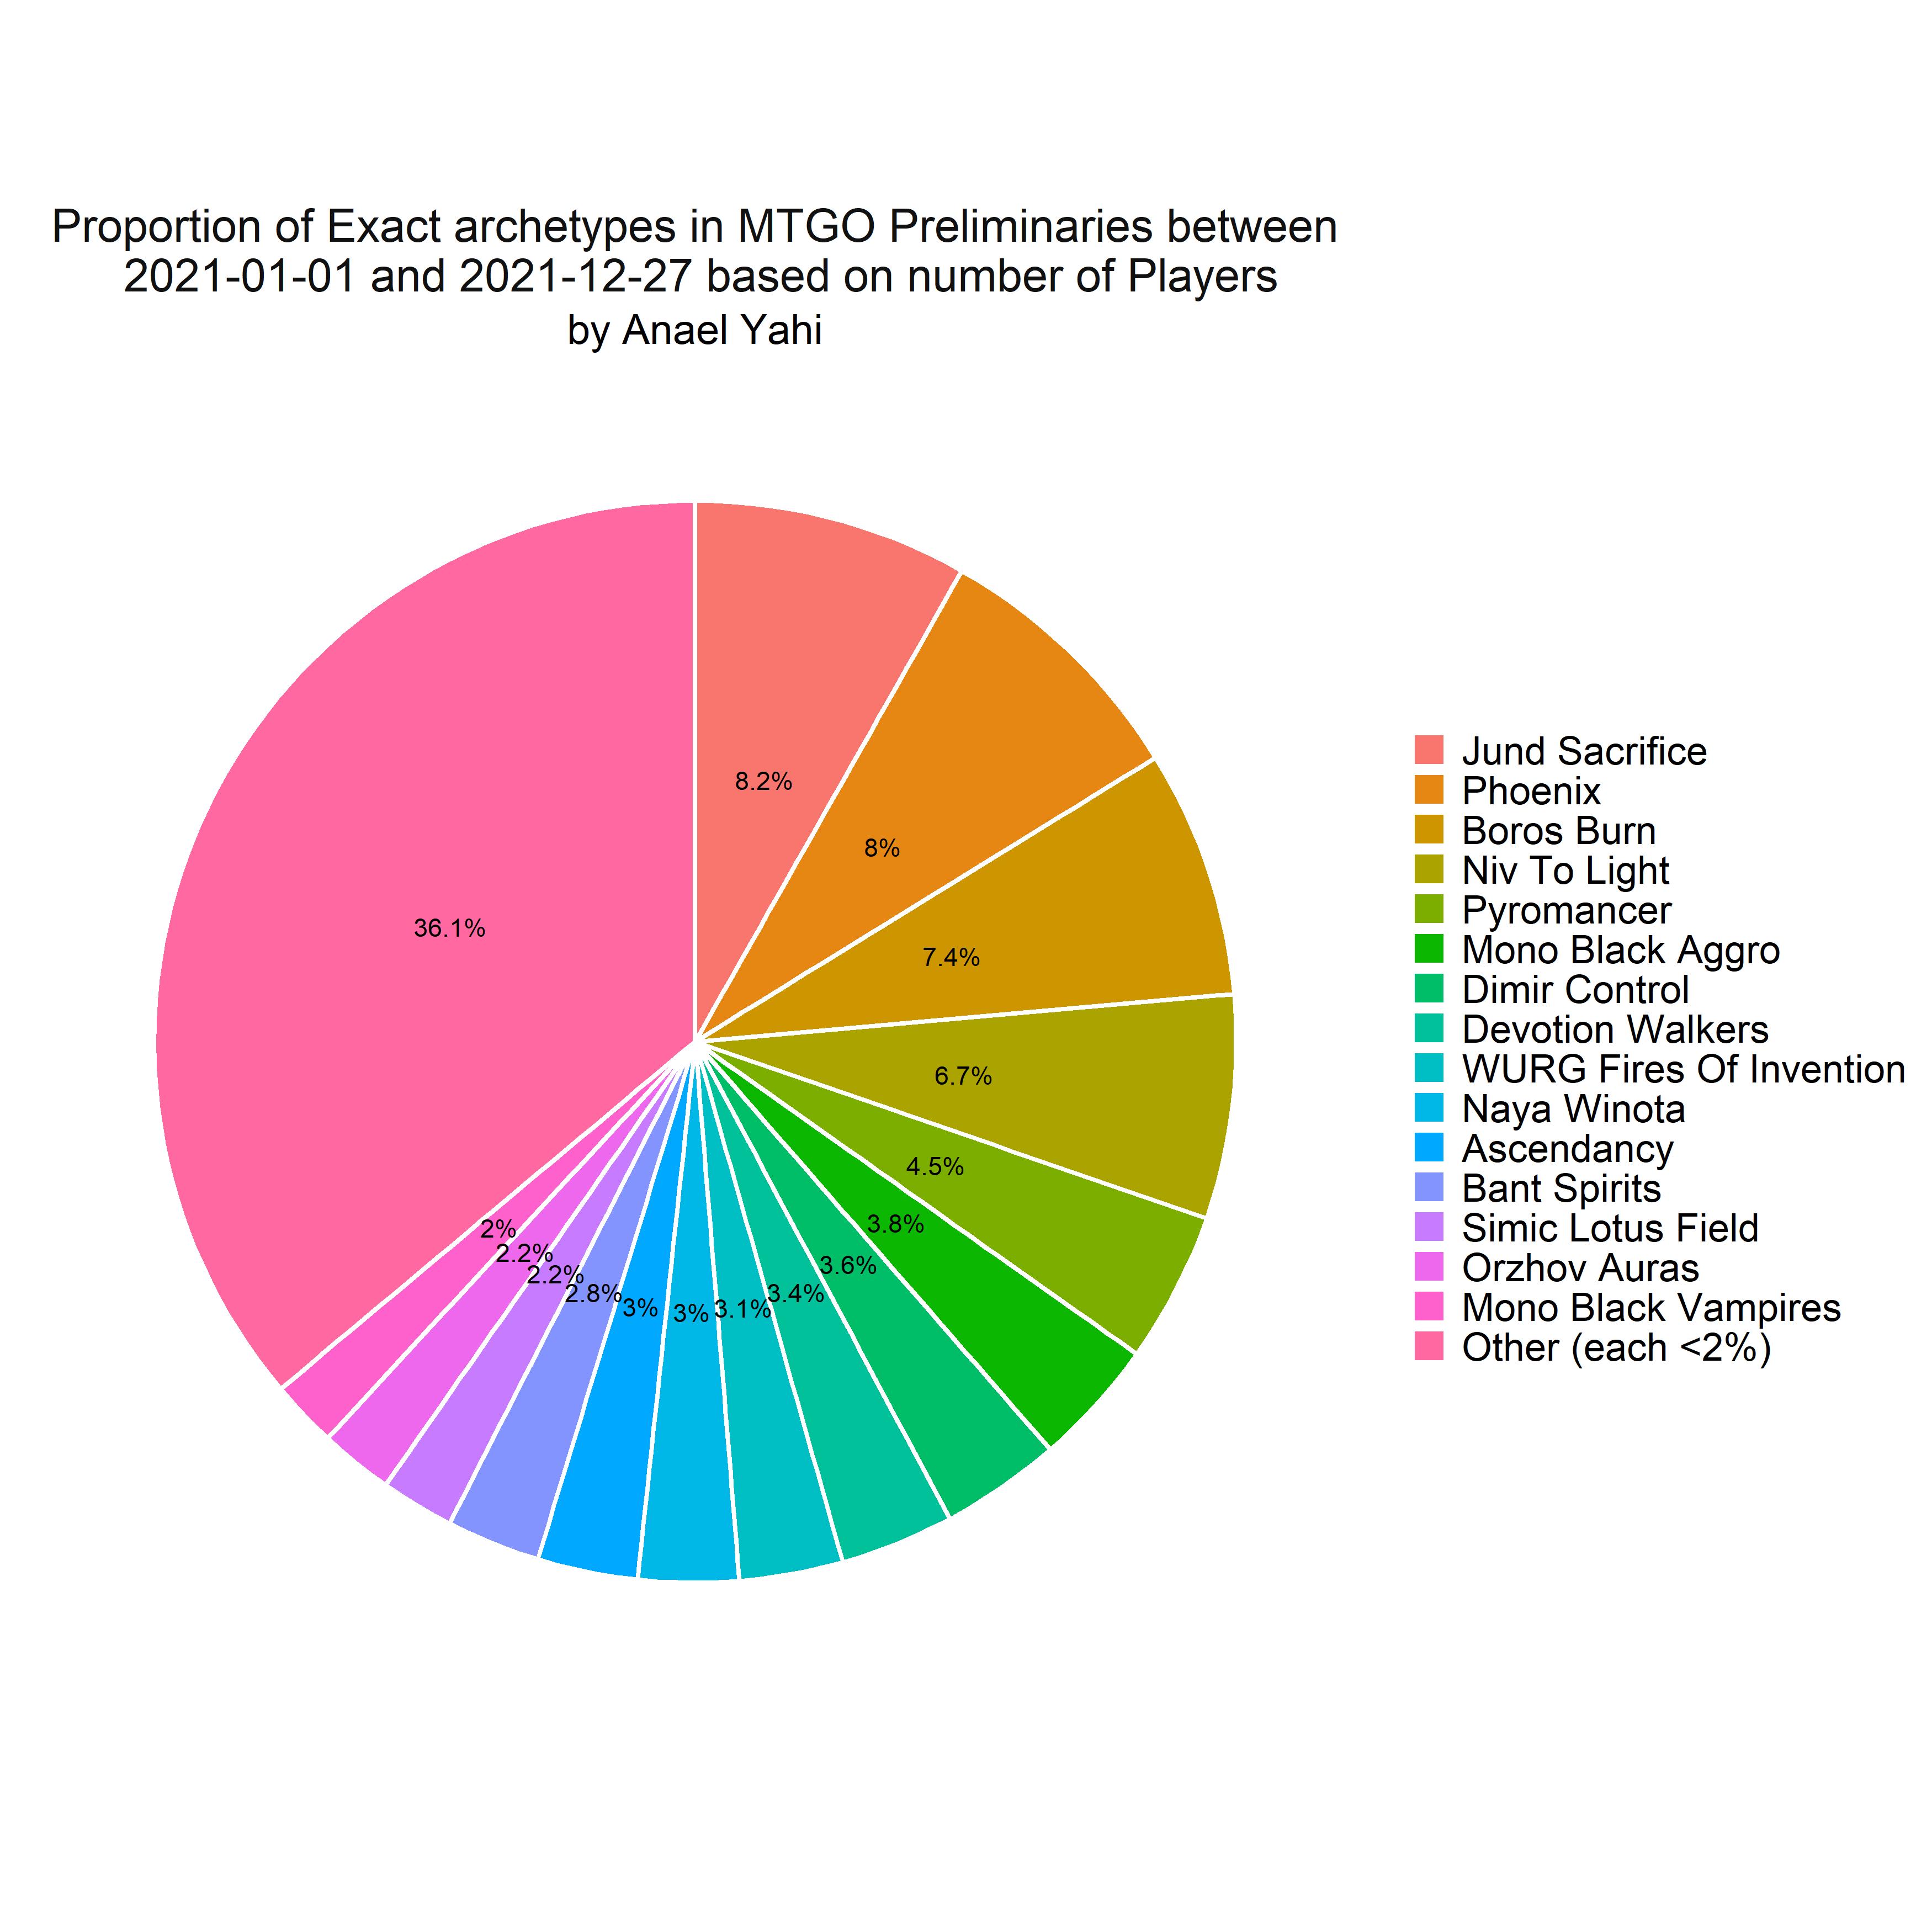 Proportion of Exact archetypes in MTGO Preliminaries between
2021-01-01 and 2021-12-27 based on number of Players
by Anael Yahi
8.2%
8%
7.4%
6.7%
4.5%
3.8%
3.6%
3.4%
3.1%
3%
3%
2.8%
2.2%
2.2%
2%
36.1%
Jund Sacrifice
Phoenix
Boros Burn
Niv To Light
Pyromancer
Mono Black Aggro
Dimir Control
Devotion Walkers
WURG Fires Of Invention
Naya Winota
Ascendancy
Bant Spirits
Simic Lotus Field
Orzhov Auras
Mono Black Vampires
Other (each <2%)